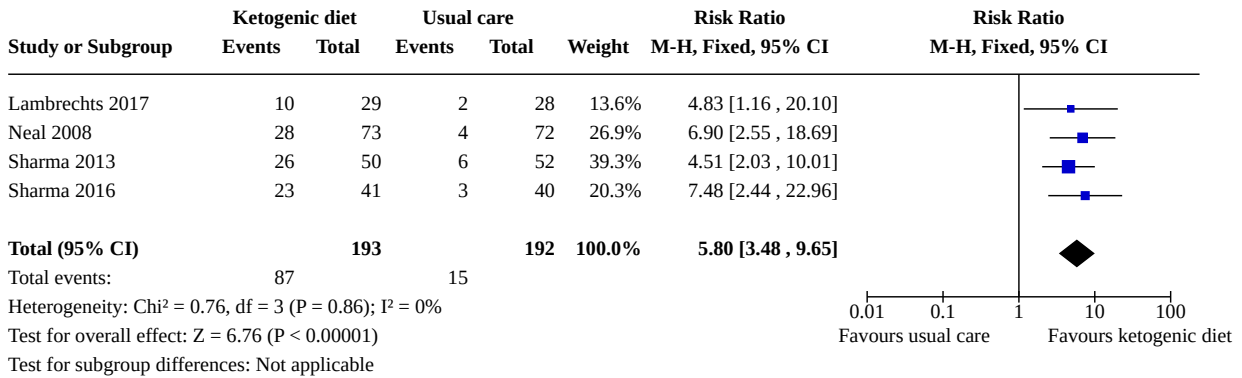 Ketogenic diet Usual care Risk Ratio Risk Ratio
Study or Subgroup Events Total Events Total Weight M-H, Fixed, 95% CI M-H, Fixed, 95% CI
Lambrechts 2017 10 29 2 28 13.6% 4.83 [1.16 , 20.10]
Neal 2008 28 73 4 72 26.9% 6.90 [2.55 , 18.69]
Sharma 2013 26 50 6 52 39.3% 4.51 [2.03 , 10.01]
Sharma 2016 23 41 3 40 20.3% 7.48 [2.44 , 22.96]
Total (95% CI) 193 192 100.0% 5.80 [3.48 , 9.65]
Total events: 87 15
Heterogeneity: Chi² = 0.76, df = 3 (P = 0.86); I² = 0%
0.01 0.1 1 10 100
Test for overall effect: Z = 6.76 (P < 0.00001)
Favours usual care Favours ketogenic diet
Test for subgroup differences: Not applicable